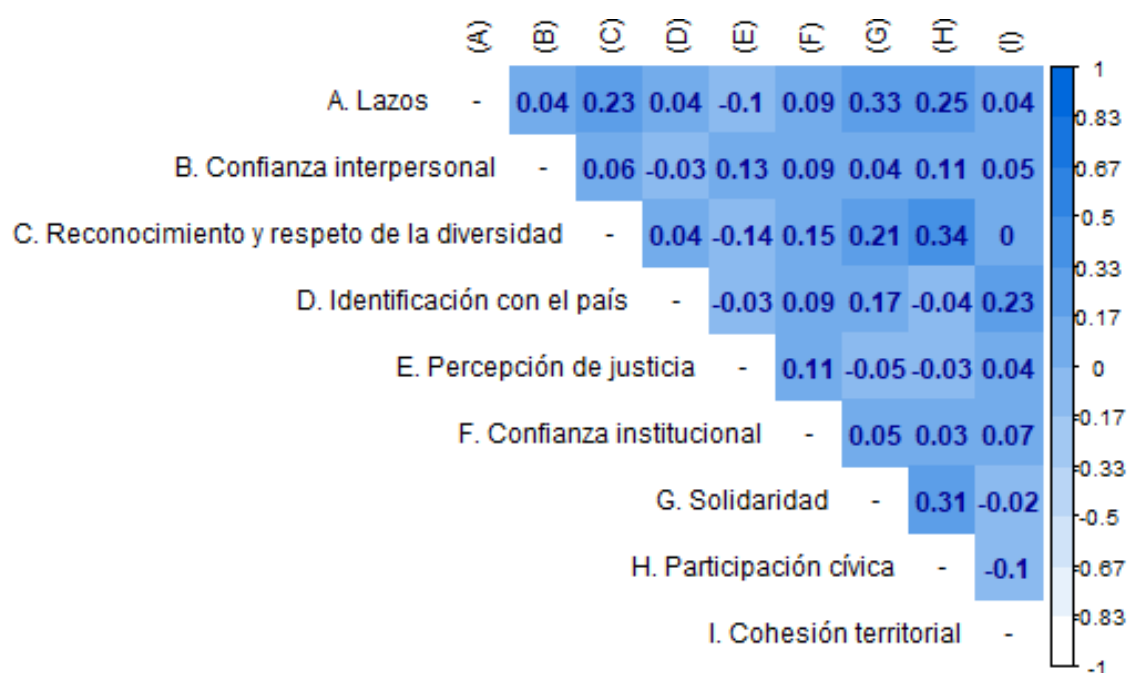 (A) (B) (C) (D) (E) (F) (G) (H) (I)
A. Lazos - 0.04 0.23 0.04 -0.1 0.09 0.33 0.25 0.04
B. Confianza interpersonal - 0.06 -0.03 0.13 0.09 0.04 0.11 0.05
C. Reconocimiento y respeto de la diversidad - 0.04 -0.14 0.15 0.21 0.34 0
D. Identificación con el país - -0.03 0.09 0.17 -0.04 0.23
E. Percepción de justicia - 0.11 -0.05 -0.03 0.04
F. Confianza institucional - 0.05 0.03 0.07
G. Solidaridad - 0.31 -0.02
H. Participación cívica - -0.1
I. Cohesión territorial -
1
0.83
0.67
0.5
0.33
0.17
0
-0.17
-0.33
-0.5
-0.67
-0.83
-1